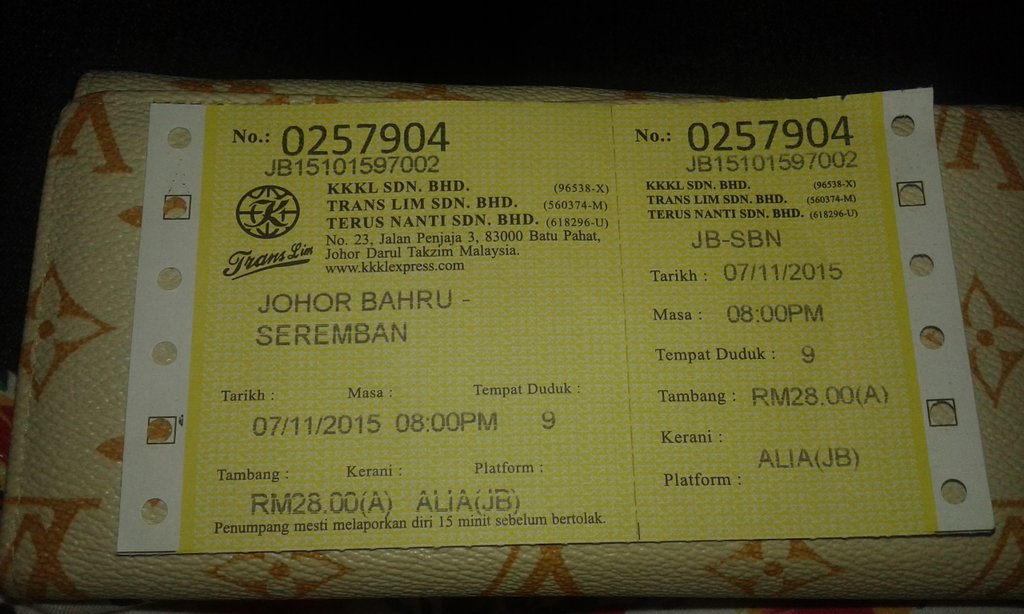 No.: 0257904
JB15101597002
KKKL SDN. BHD. (96538-X)
TRANS LIM SDN. BHD. (560374-M)
TERUS NANTI SDN. BHD. (618296-U)
No. 23, Jalan Penjaja 3, 83000 Batu Pahat,
Johor Darul Takzim Malaysia.
www.kkklexpress.com
K
Trans Lim
JOHOR BAHRU -
SEREMBAN
Tarikh : Masa : Tempat Duduk :
07/11/2015 08:00PM 9
Tambang : Kerani : Platform :
RM28.00(A) ALIA(JB)
Penumpang mesti melaporkan diri 15 minit sebelum bertolak.
No.: 0257904
JB15101597002
KKKL SDN. BHD. (96538-X)
TRANS LIM SDN. BHD. (560374-M)
TERUS NANTI SDN. BHD. (618296-U)
JB-SBN
Tarikh : 07/11/2015
Masa : 08:00PM
Tempat Duduk : 9
Tambang : RM28.00(A)
Kerani :
ALIA(JB)
Platform :